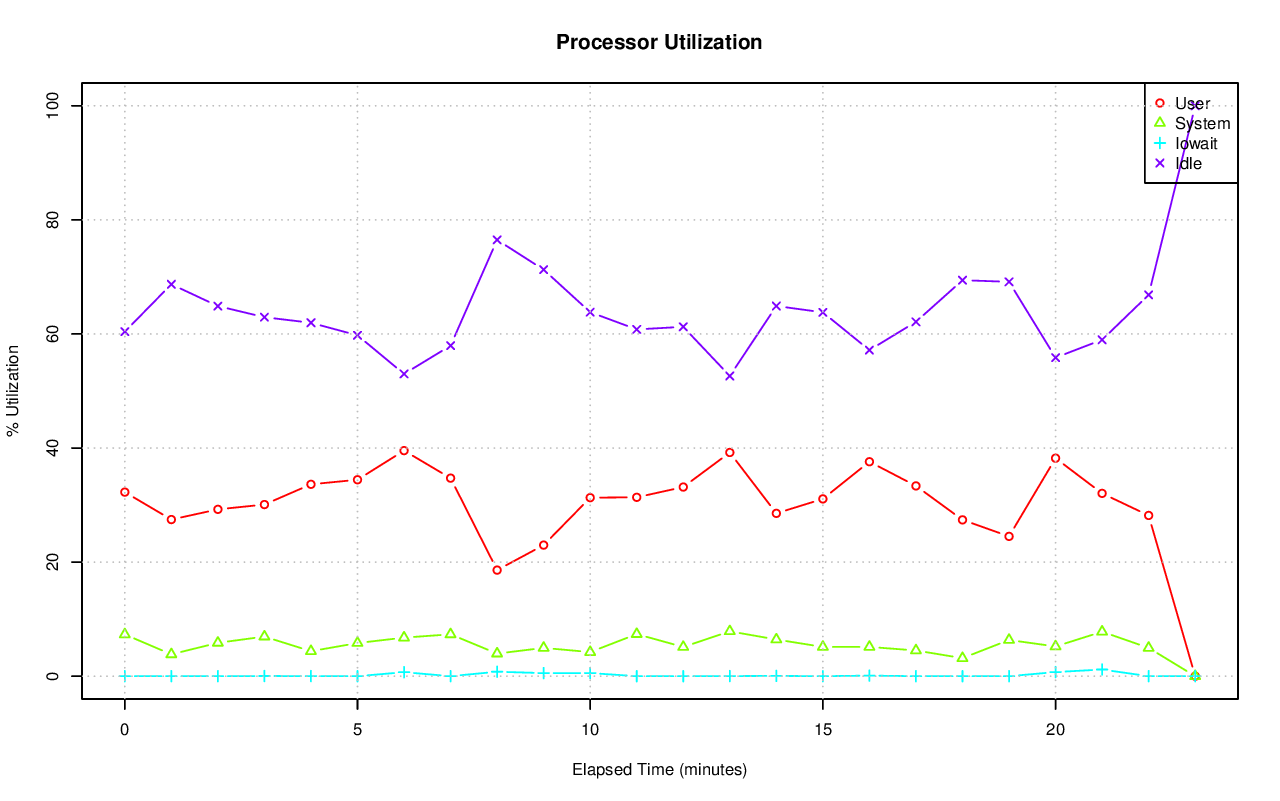 Processor Utilization
% Utilization
100
80
60
40
20
0
User
System
Iowait
Idle
0 5 10 15 20
Elapsed Time (minutes)